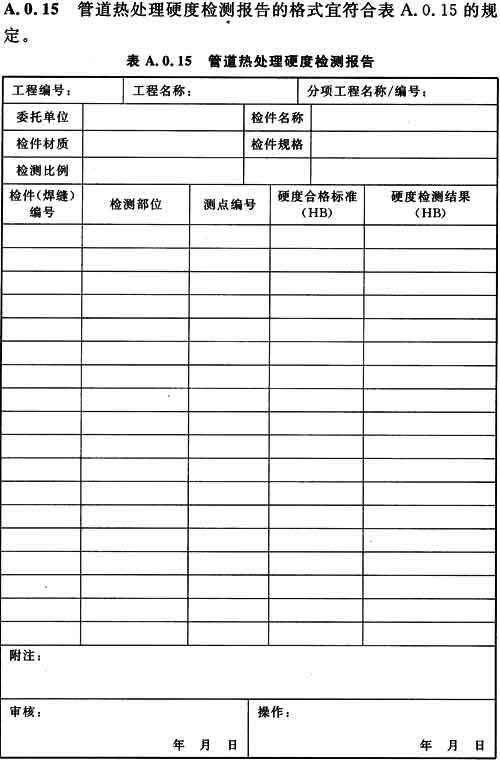 A.0.15 管道热处理硬度检测报告的格式宜符合表 A.0.15 的规
定。
表 A.0.15 管道热处理硬度检测报告
工程编号： 工程名称： 分项工程名称/编号：
委托单位 检件名称
检件材质 检件规格
检测比例
检件(焊缝) 检测部位 测点编号 硬度合格标准 硬度检测结果
编号 (HB) (HB)
附注：
审核： 操作：
年 月 日 年 月 日